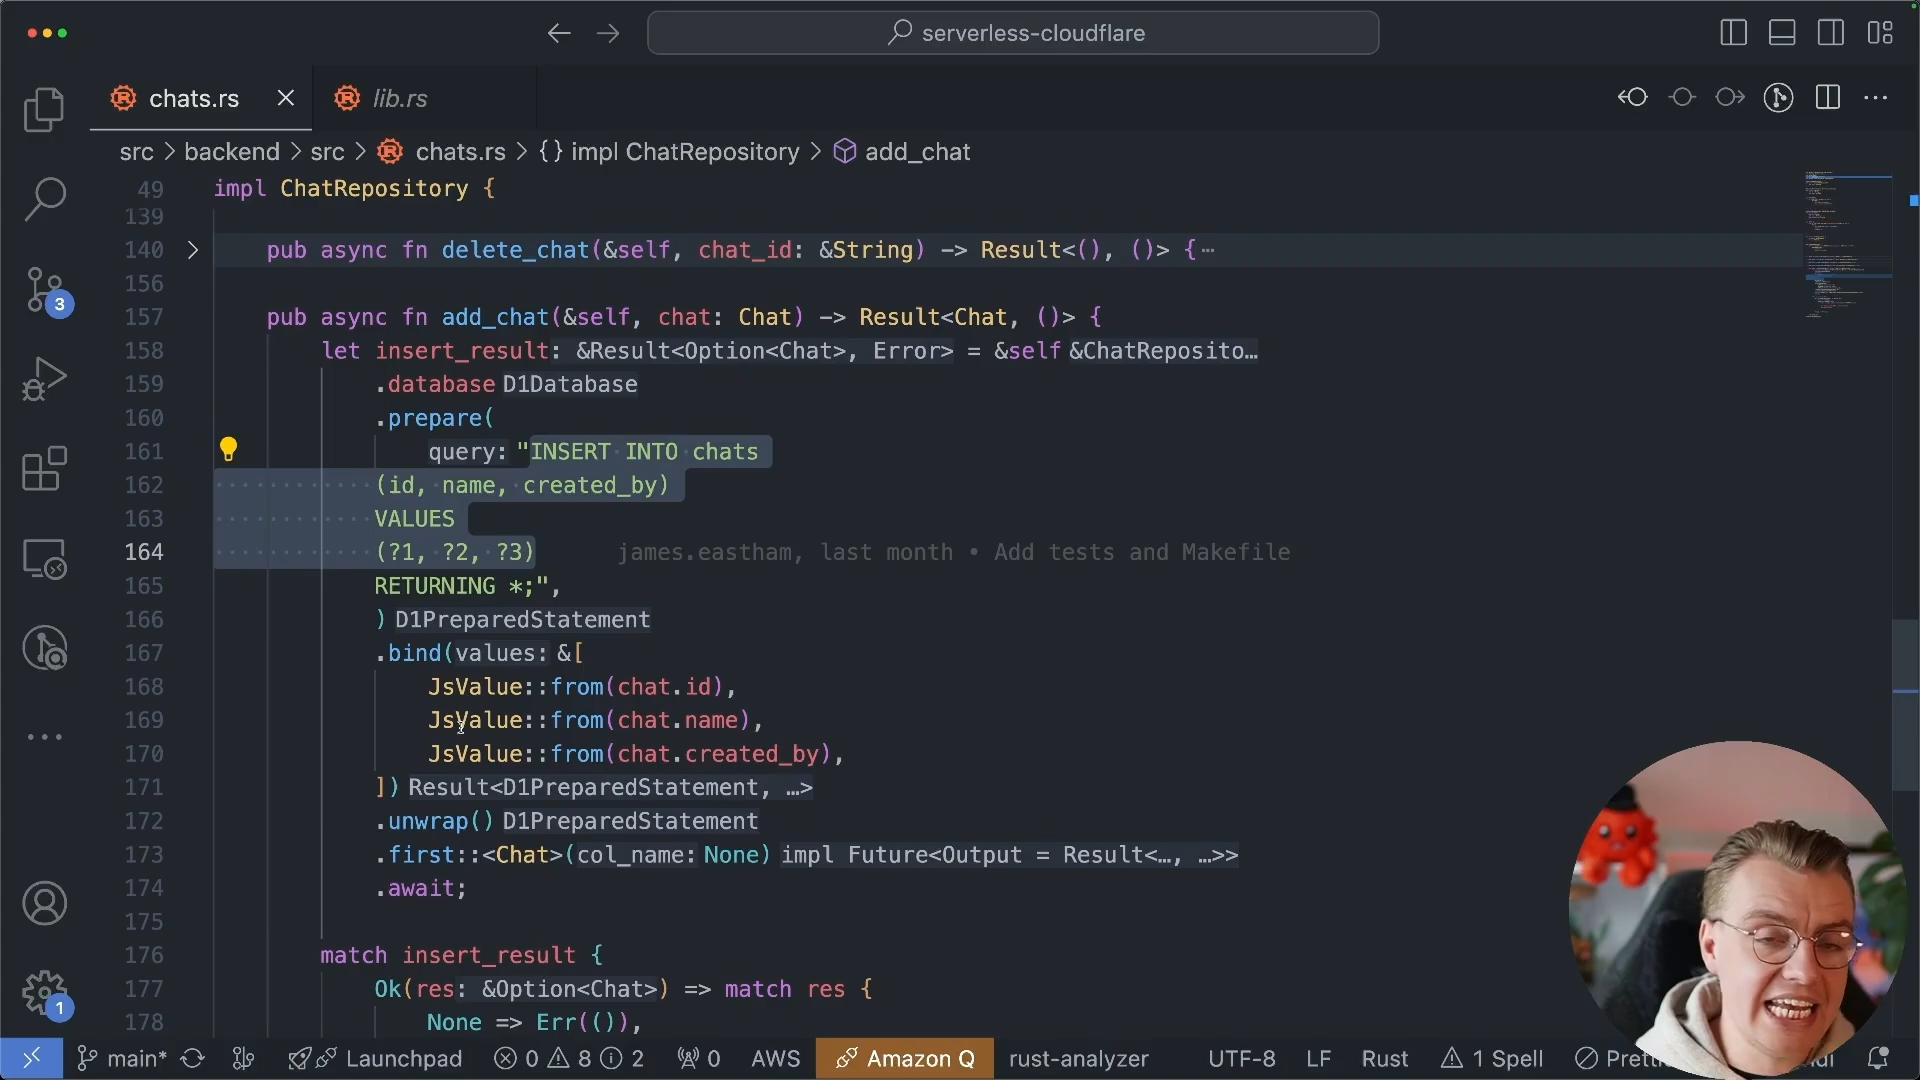 serverless-cloudflare
chats.rs
lib.rs
src > backend > src > chats.rs > {} impl ChatRepository > add_chat
49 impl ChatRepository {
139
140 pub async fn delete_chat(&self, chat_id: &String) -> Result<(), ()> {⋯
156
157 pub async fn add_chat(&self, chat: Chat) -> Result<Chat, ()> {
158 let insert_result: &Result<Option<Chat>, Error> = &self &ChatReposito…
159 .database D1Database
160 .prepare(
161 query: "INSERT INTO chats
162 (id, name, created_by)
163 VALUES
164 (?1, ?2, ?3) james.eastham, last month • Add tests and Makefile
165 RETURNING *;",
166 ) D1PreparedStatement
167 .bind(values: &[
168 JsValue::from(chat.id),
169 JsValue::from(chat.name),
170 JsValue::from(chat.created_by),
171 ]) Result<D1PreparedStatement, …>
172 .unwrap() D1PreparedStatement
173 .first::<Chat>(col_name: None) impl Future<Output = Result<…, …>>
174 .await;
175
176 match insert_result {
177 Ok(res: &Option<Chat>) => match res {
178 None => Err(()),
3
1
main* Launchpad 0 8 2 0 AWS Amazon Q rust-analyzer UTF-8 LF Rust 1 Spell